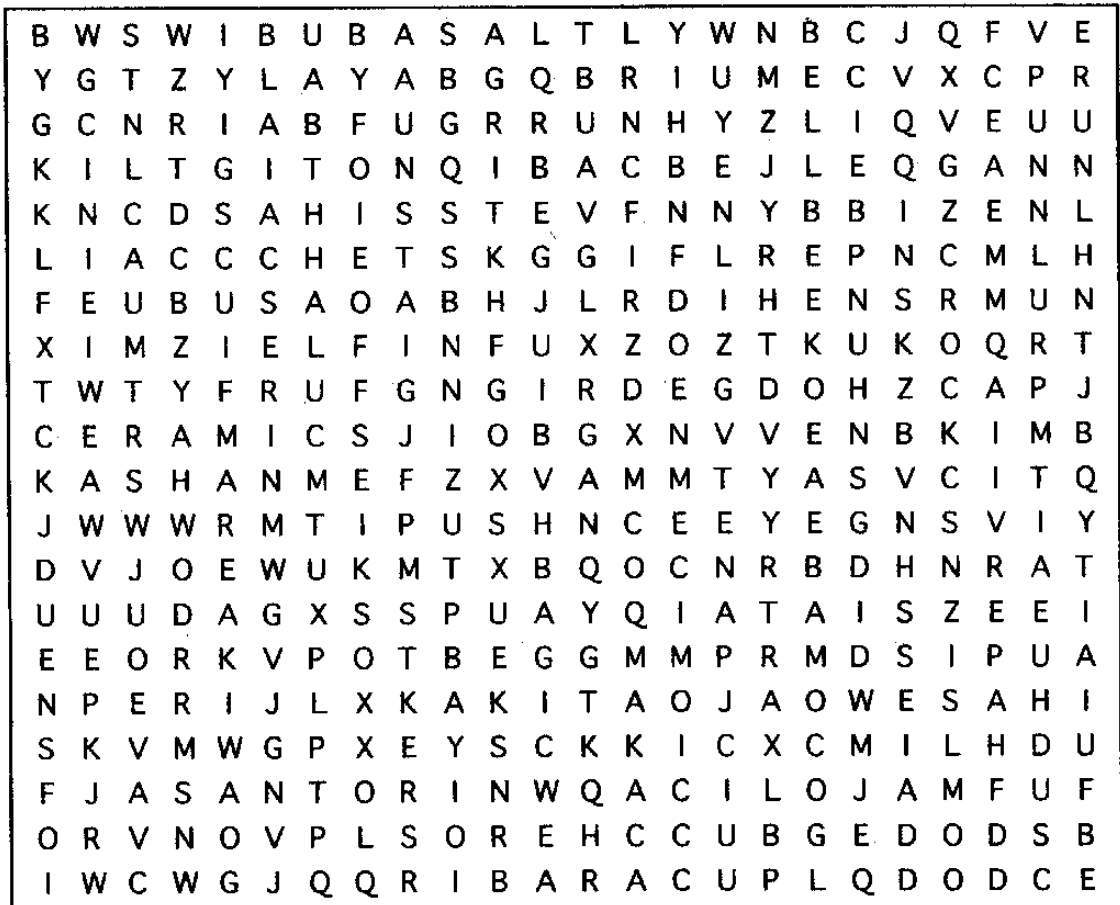 B W S W I B U B A S A L T L Y W N B C J Q F V E
Y G T Z Y L A Y A B G Q B R I U M E C V X C P R
G C N R I A B F U G R R U N H Y Z L I Q V E U U
K I L T G I T O N Q I B A C B E J L E Q G A N N
K N C D S A H I S S T E V F N N Y B B I Z E N L
L I A C C C H E T S K G G I F L R E P N C M L H
F E U B U S A O A B H J L R D I H E N S R M U N
X I M Z I E L F I N F U X Z O Z T K U K O Q R T
T W T Y F R U F G N G I R D E G D O H Z C A P J
C E R A M I C S J I O B G X N V V E N B K I M B
K A S H A N M E F Z X V A M M T Y A S V C I T Q
J W W W R M T I P U S H N C E E Y E G N S V I Y
D V J O E W U K M T X B Q O C N R B D H N R A T
U U U D A G X S S P U A Y Q I A T A I S Z E E I
E E O R K V P O T B E G G M M P R M D S I P U A
N P E R I J L X K A K I T A O J A O W E S A H I
S K V M W G P X E Y S C K K I C X C M I L H D U
F J A S A N T O R I N W Q A C I L O J A M F U F
O R V N O V P L S O R E H C C U B G E D O D S B
I W C W G J Q Q R I B A R A C U P L Q D O D C E